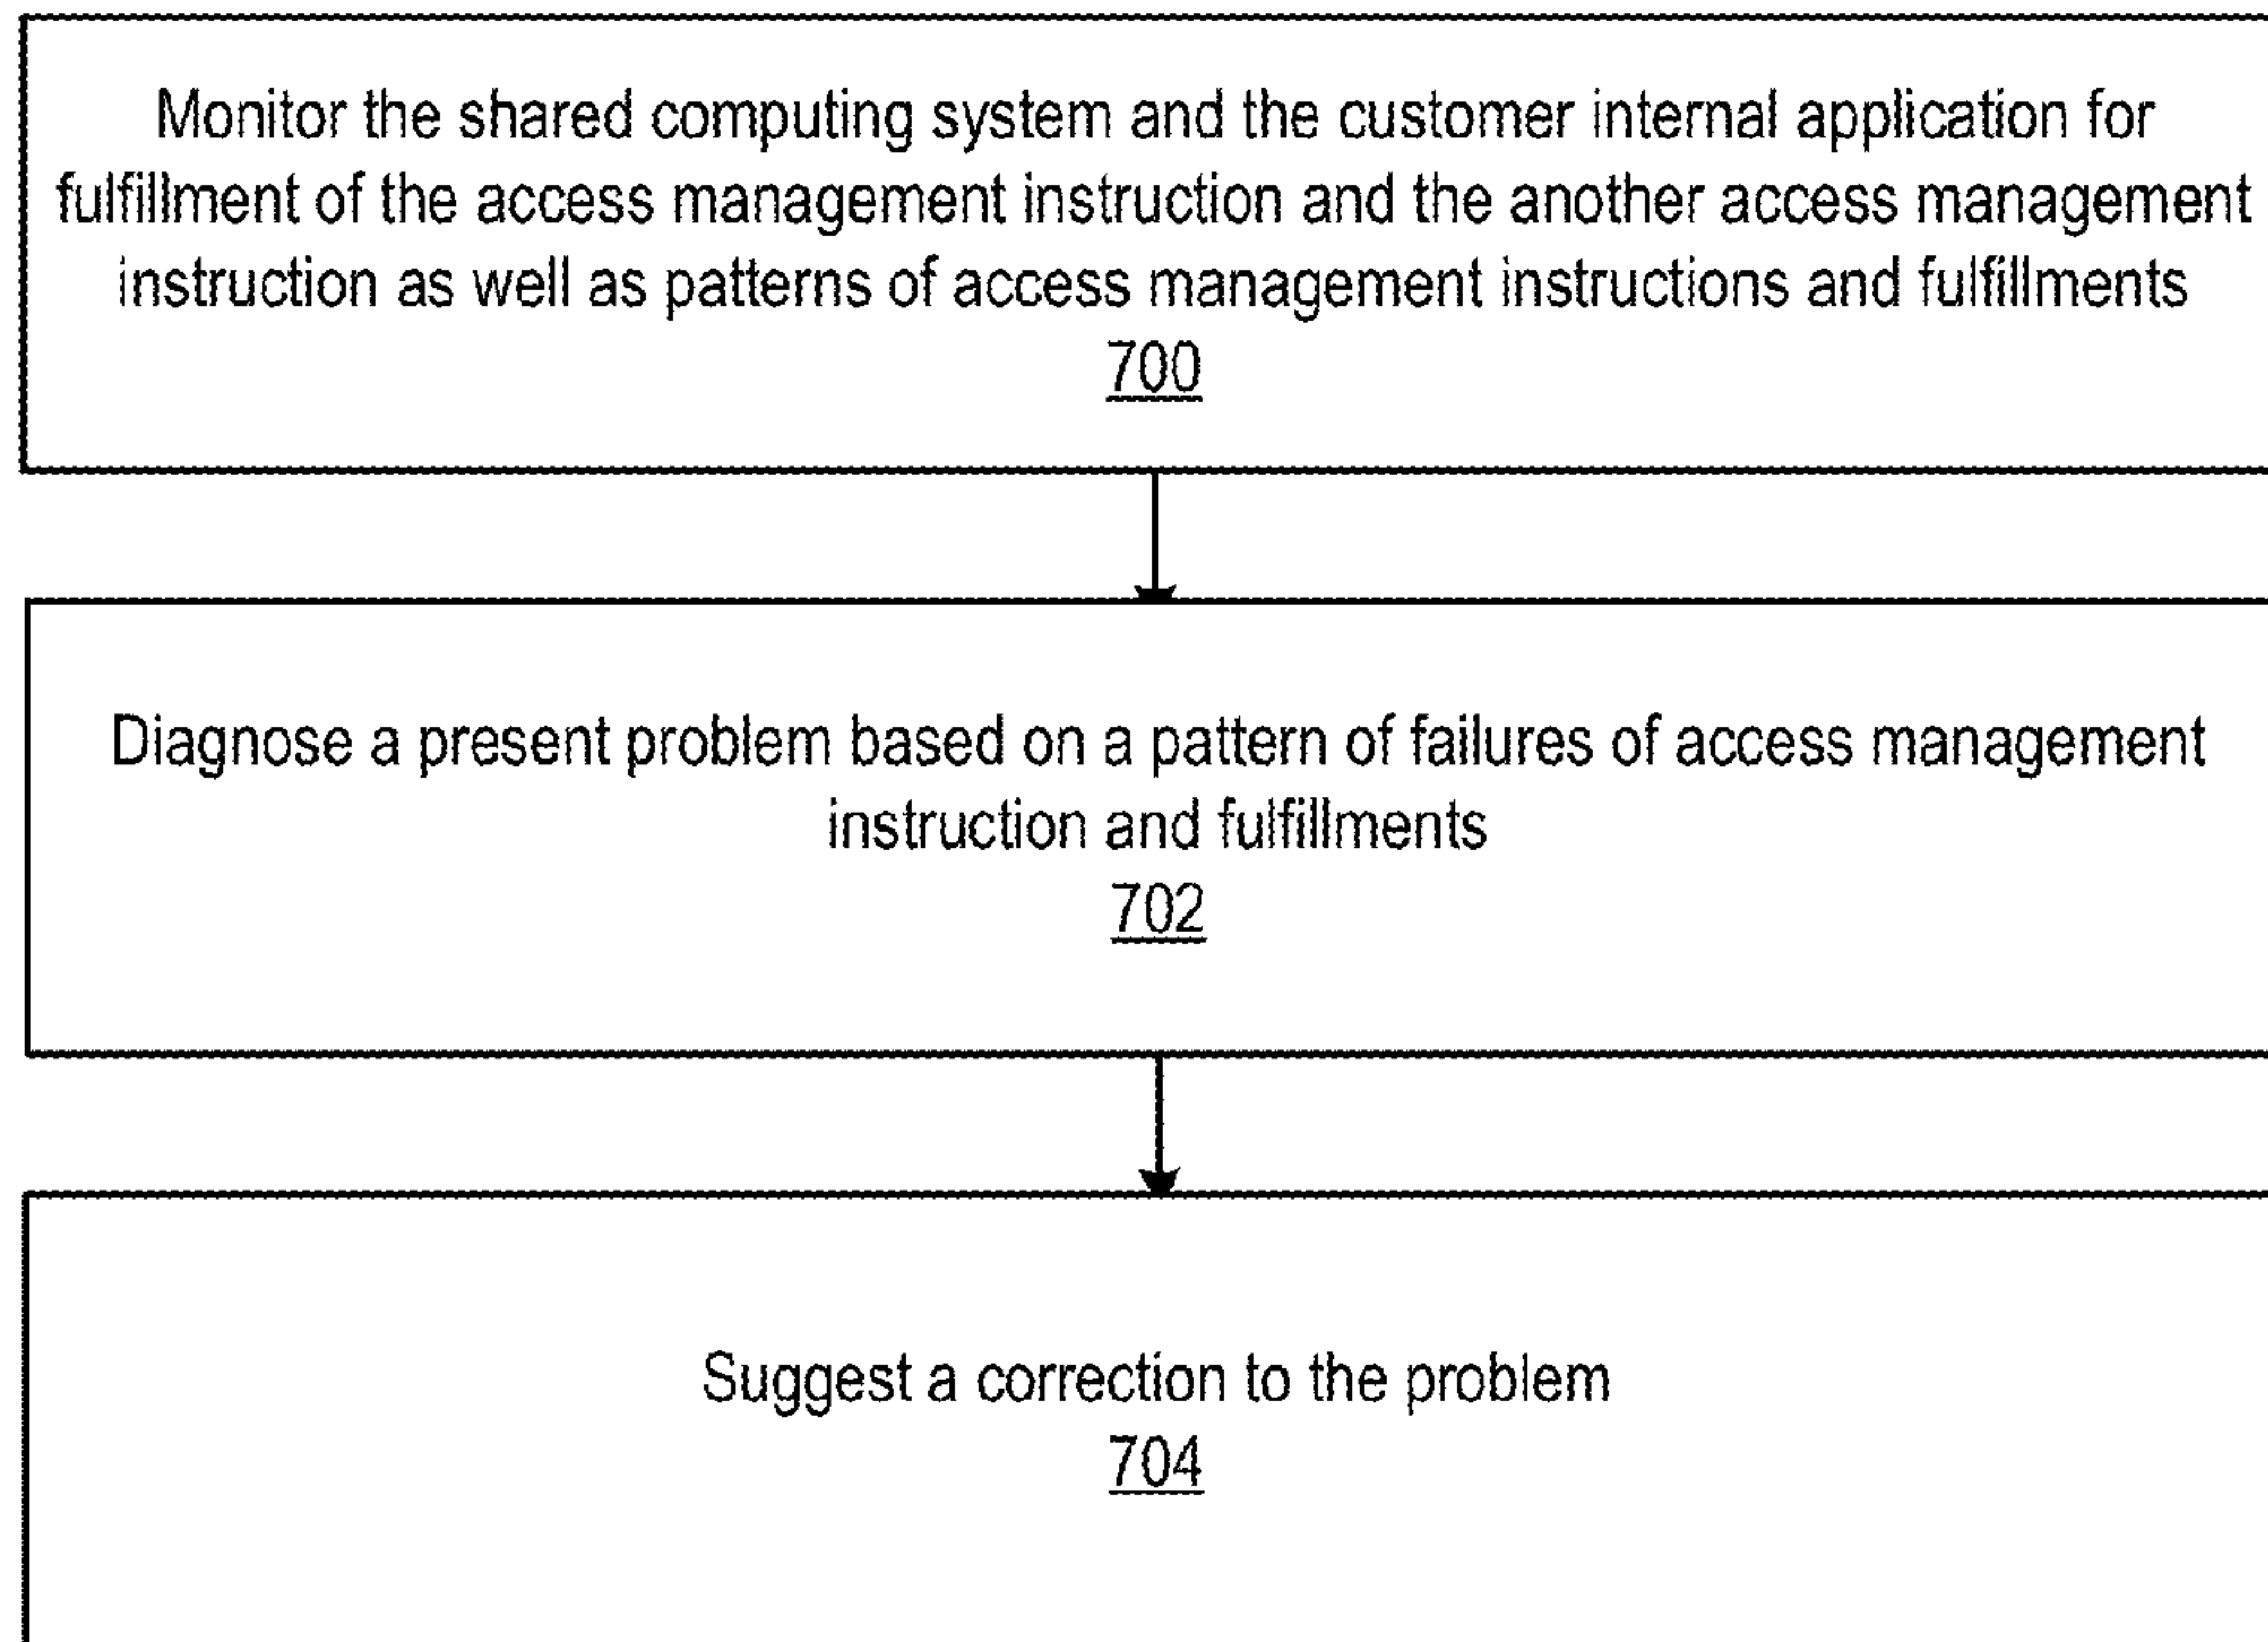 Monitor the shared computing system and the customer internal application for
fulfillment of the access management instruction and the another access management
instruction as well as patterns of access management instructions and fulfillments
700
Diagnose a present problem based on a pattern of failures of access management
instruction and fulfillments
702
Suggest a correction to the problem
704